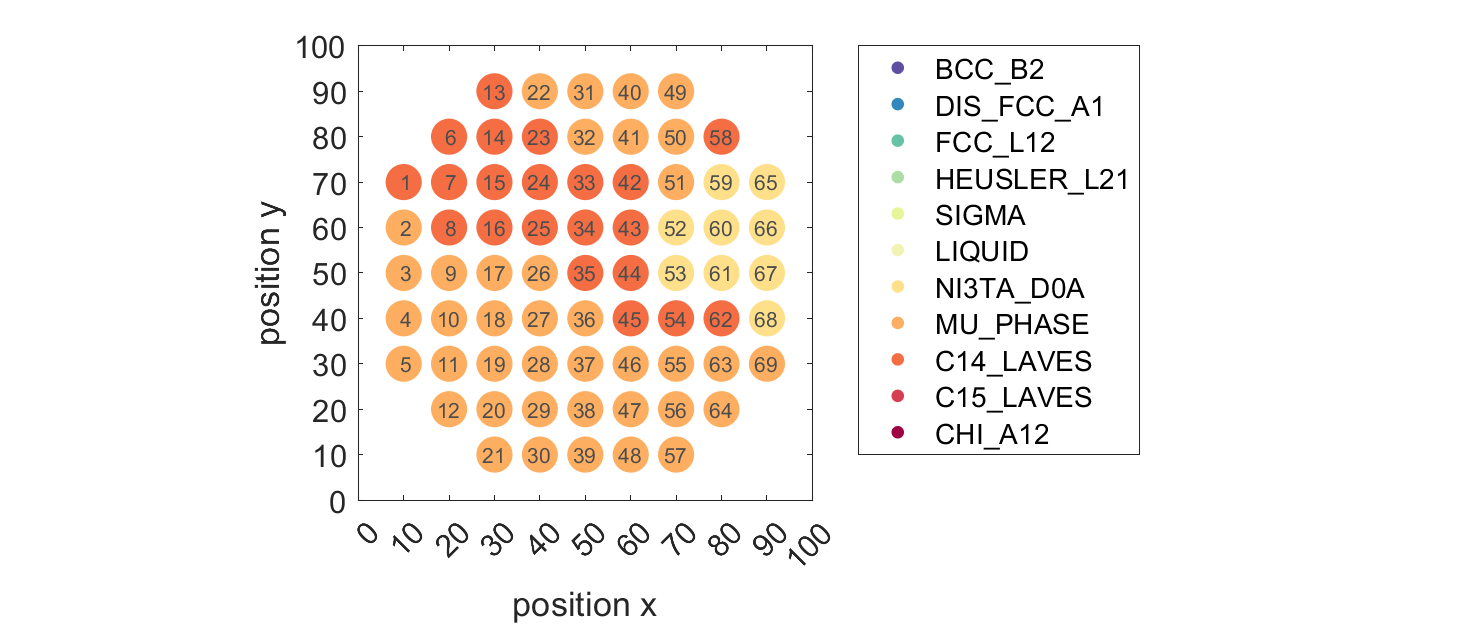 100
90
80
70
60
50
40
30
20
10
0
position y
13 22 31 40 49
6 14 23 32 41 50 58
1 7 15 24 33 42 51 59 65
2 8 16 25 34 43 52 60 66
3 9 17 26 35 44 53 61 67
4 10 18 27 36 45 54 62 68
5 11 19 28 37 46 55 63 69
12 20 29 38 47 56 64
21 30 39 48 57
0 10 20 30 40 50 60 70 80 90 100
position x
BCC_B2
DIS_FCC_A1
FCC_L12
HEUSLER_L21
SIGMA
LIQUID
NI3TA_D0A
MU_PHASE
C14_LAVES
C15_LAVES
CHI_A12